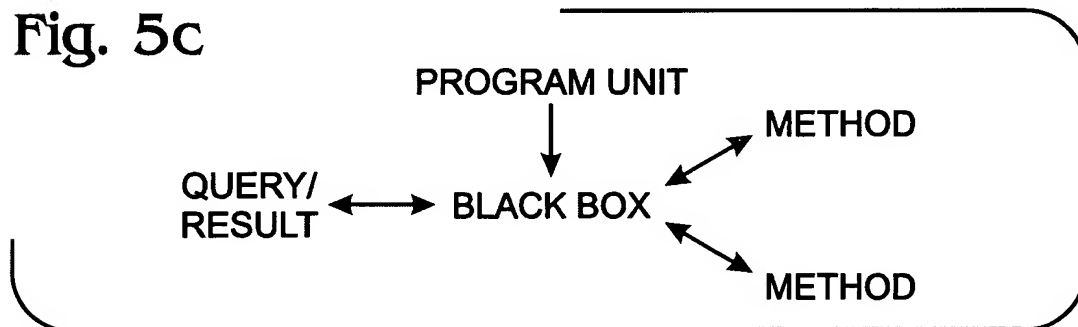 Fig. 5c
PROGRAM UNIT
METHOD
QUERY/
RESULT
BLACK BOX
METHOD